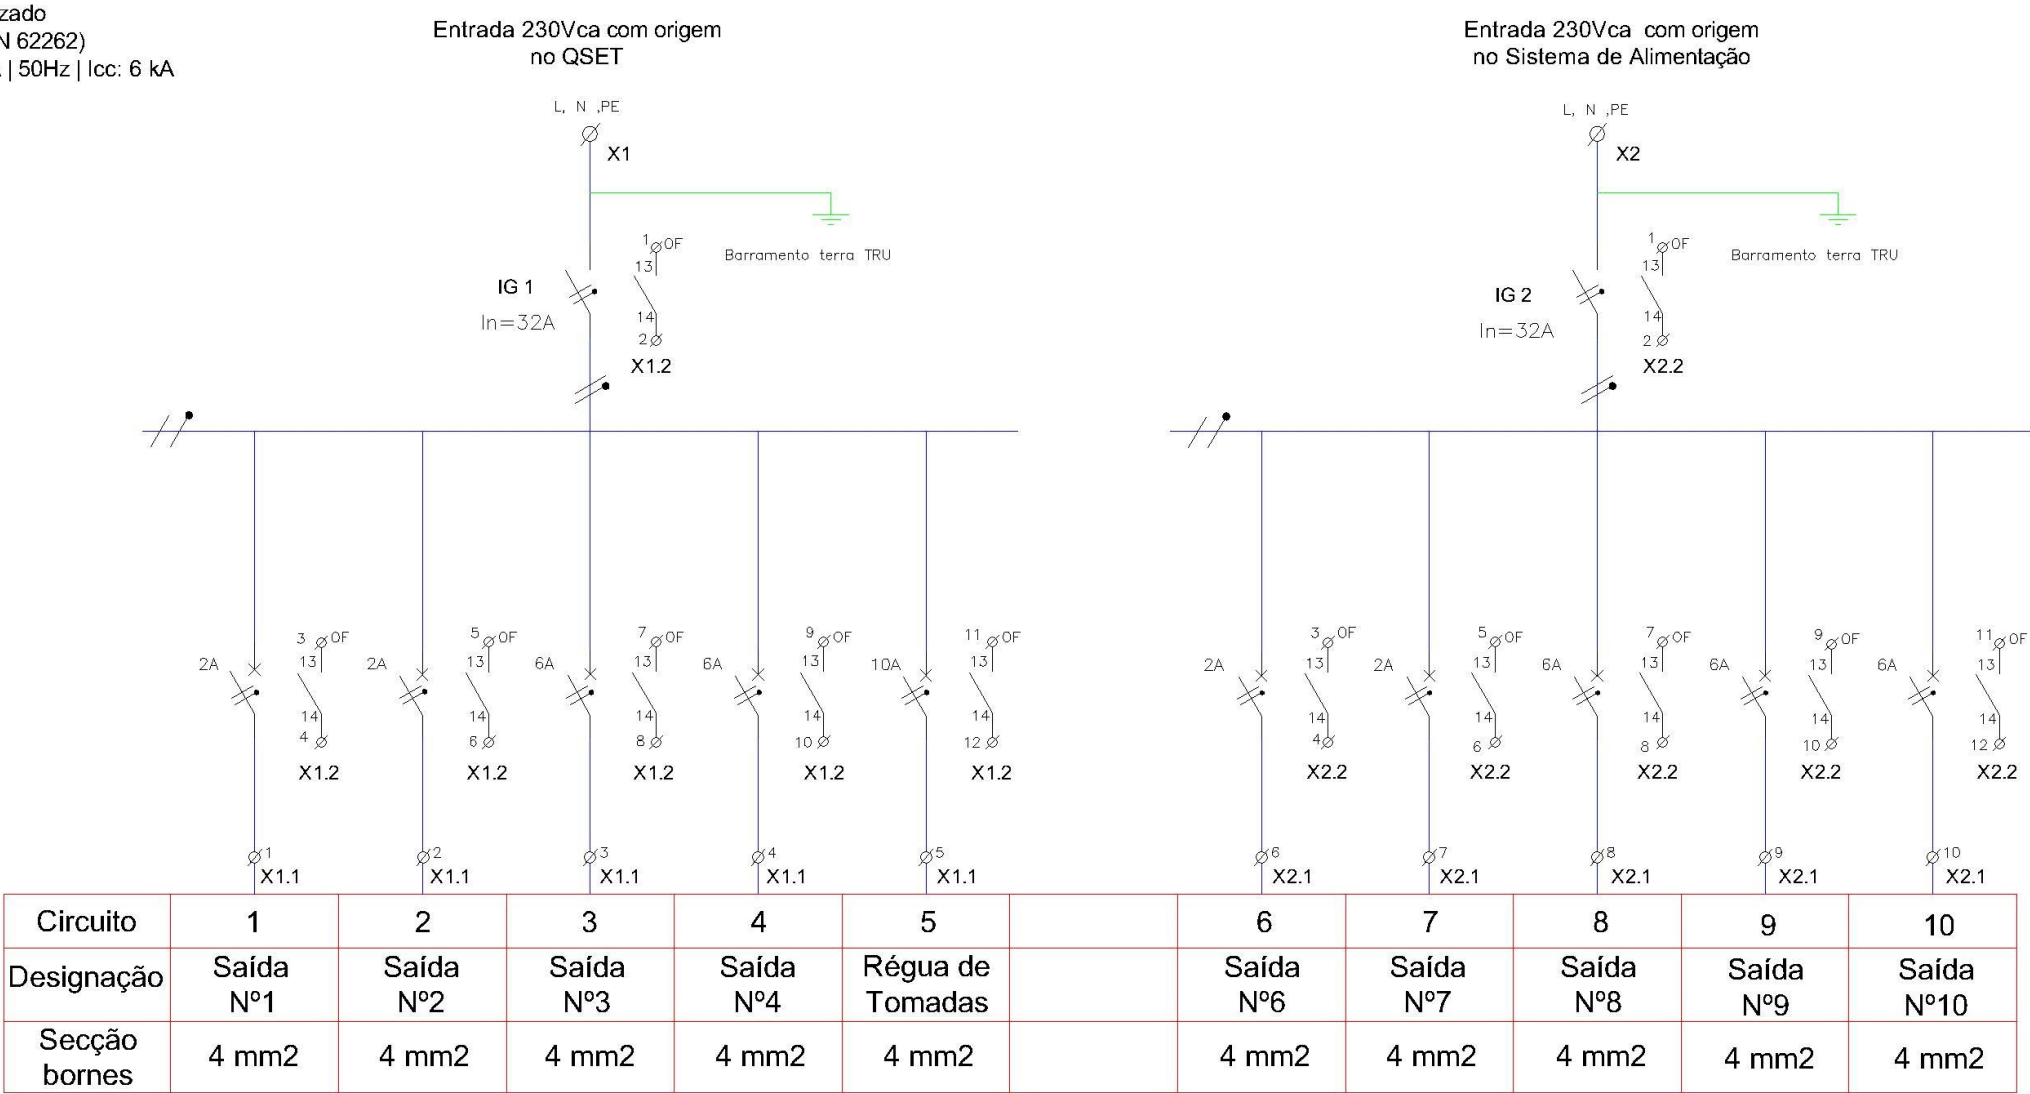 zado
N 62262)
| 50Hz | Icc: 6 kA
Entrada 230Vca com origem
no QSET
Entrada 230Vca com origem
no Sistema de Alimentação
L, N ,PE
X1
L, N ,PE
X2
Barramento terra TRU
Barramento terra TRU
IG 1
In=32A
1 OF
13
14
2
X1.2
IG 2
In=32A
1 OF
13
14
2
X2.2
2A
3 OF
13
14
4
X1.2
2A
5 OF
13
14
6
X1.2
6A
7 OF
13
14
8
X1.2
6A
9 OF
13
14
10
X1.2
10A
11 OF
13
14
12
X1.2
2A
3 OF
13
14
4
X2.2
2A
5 OF
13
14
6
X2.2
6A
7 OF
13
14
8
X2.2
6A
9 OF
13
14
10
X2.2
6A
11 OF
13
14
12
X2.2
1
X1.1
2
X1.1
3
X1.1
4
X1.1
5
X1.1
6
X2.1
7
X2.1
8
X2.1
9
X2.1
10
X2.1
Circuito 1 2 3 4 5 6 7 8 9 10
Designação Saída Nº1 Saída Nº2 Saída Nº3 Saída Nº4 Régua de Tomadas Saída Nº6 Saída Nº7 Saída Nº8 Saída Nº9 Saída Nº10
Secção bornes 4 mm2 4 mm2 4 mm2 4 mm2 4 mm2 4 mm2 4 mm2 4 mm2 4 mm2 4 mm2